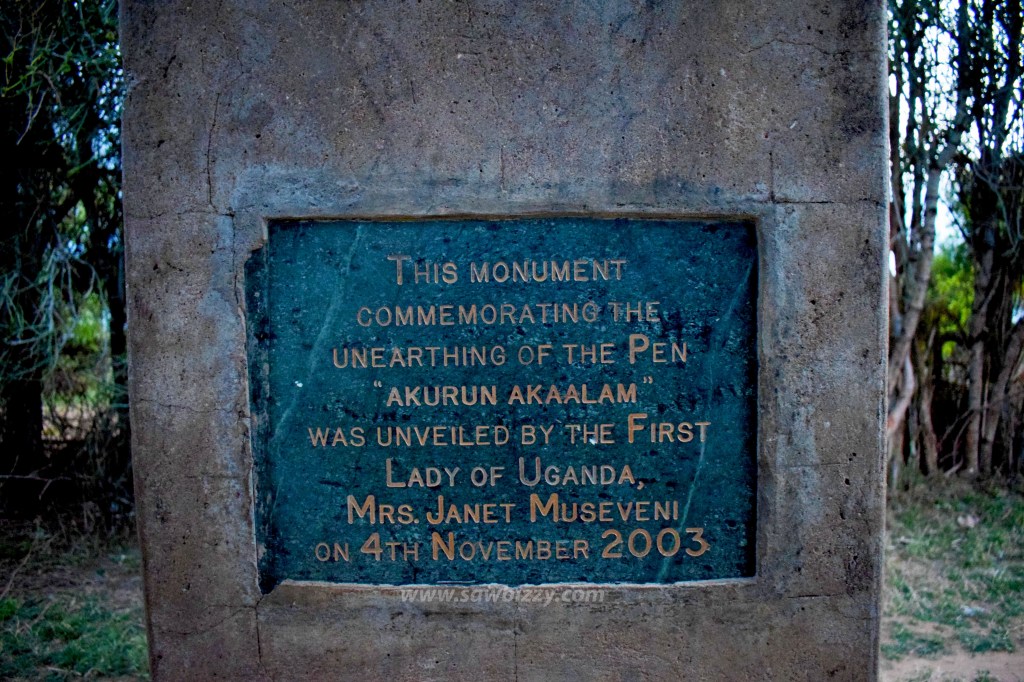 This monument
commemorating the
unearthing of the Pen
"Akurun Akaalam"
was unveiled by the First
Lady of Uganda,
Mrs. Janet Museveni
on 4th November 2003
www.sawbizzy.com